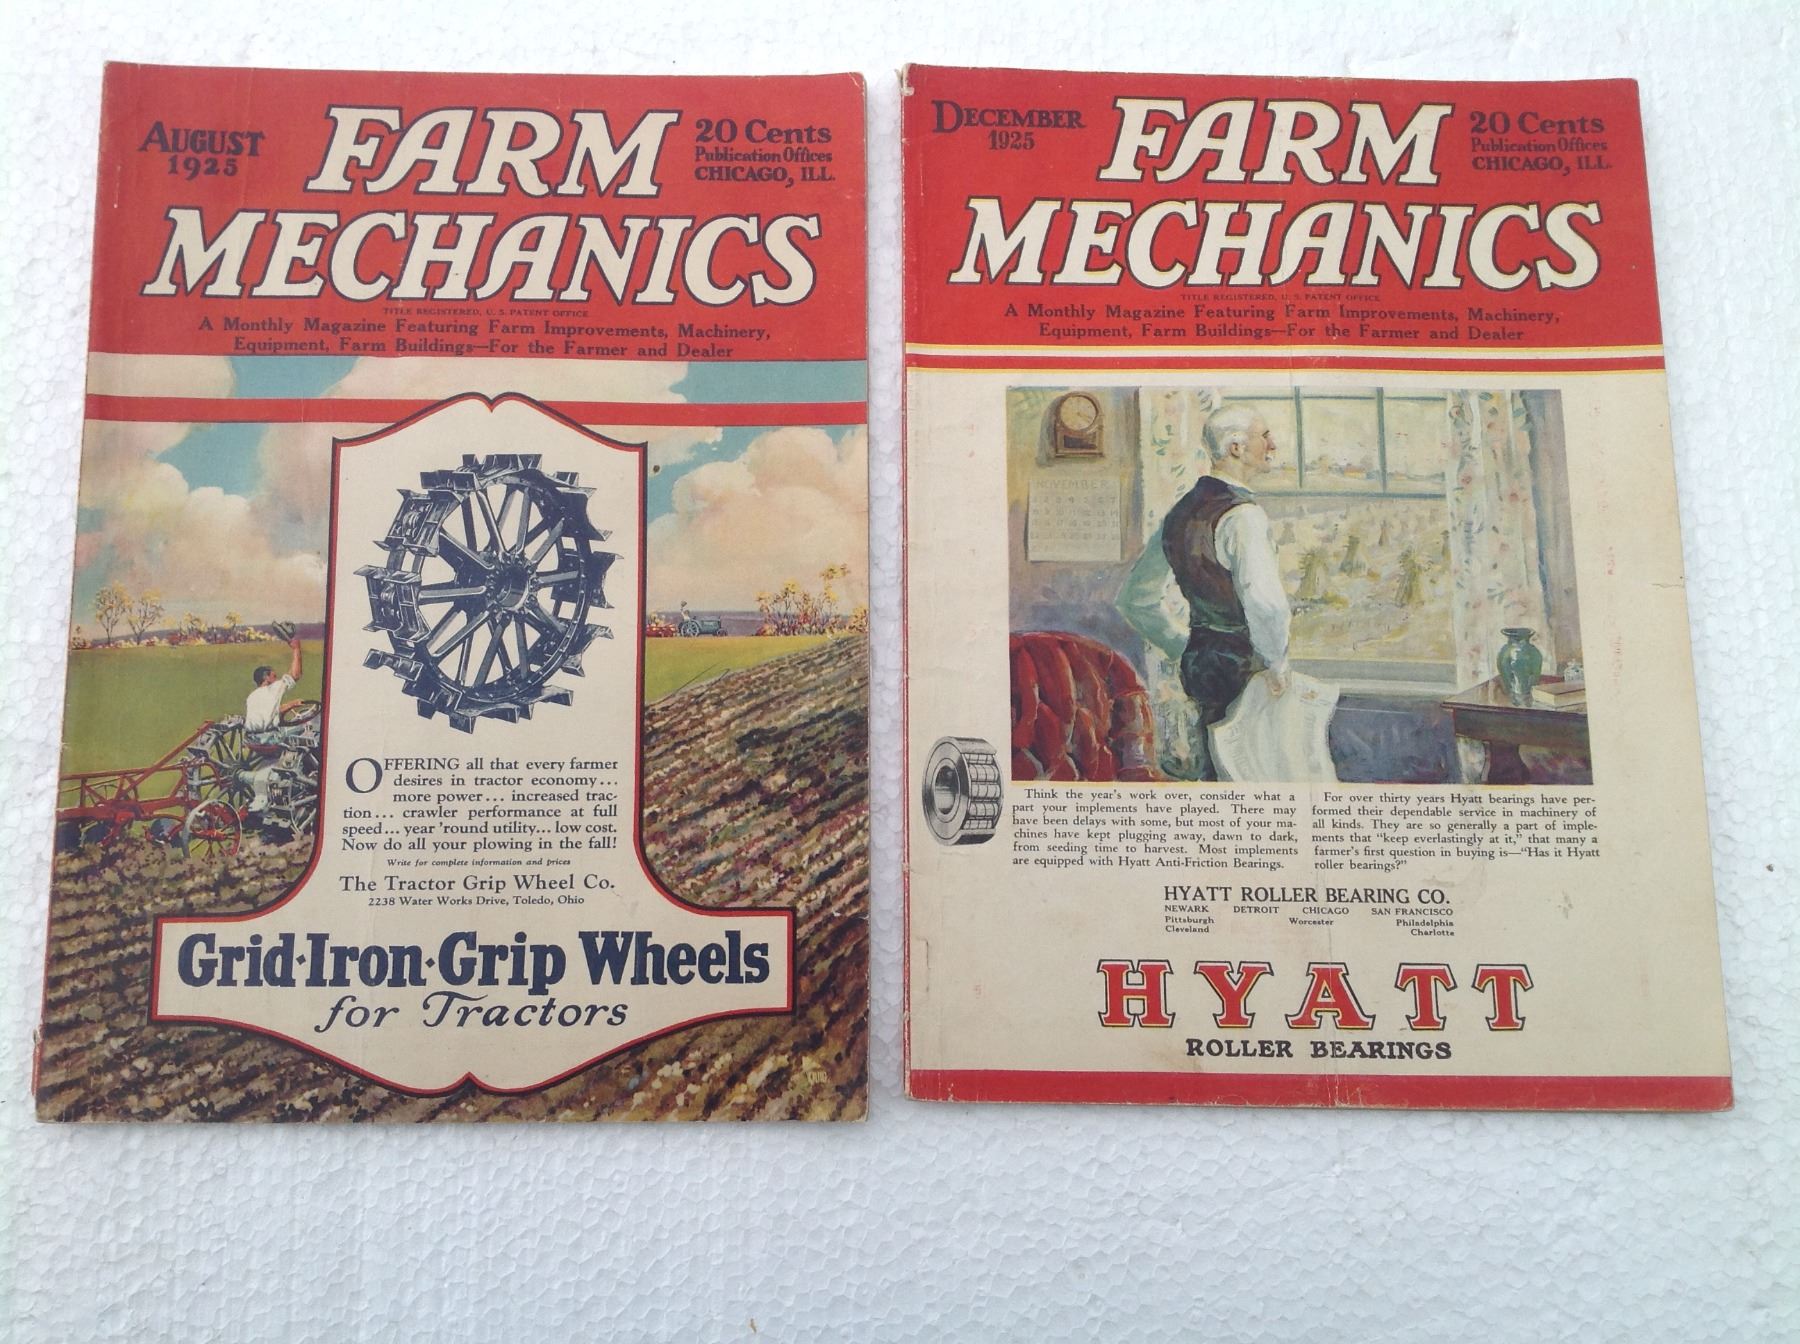 AUGUST
1925
FARM
MECHANICS
20 Cents
Publication Offices
CHICAGO, ILL.
TITLE REGISTERED, U. S. PATENT OFFICE
A Monthly Magazine Featuring Farm Improvements, Machinery,
Equipment, Farm Buildings—For the Farmer and Dealer
OFFERING all that every farmer
desires in tractor economy...
more power... increased trac-
tion... crawler performance at full
speed... year 'round utility... low cost.
Now do all your plowing in the fall!
Write for complete information and prices
The Tractor Grip Wheel Co.
2238 Water Works Drive, Toledo, Ohio
Grid-Iron-Grip Wheels
for Tractors
DECEMBER
1925
FARM
MECHANICS
20 Cents
Publication Offices
CHICAGO, ILL.
TITLE REGISTERED, U. S. PATENT OFFICE
A Monthly Magazine Featuring Farm Improvements, Machinery,
Equipment, Farm Buildings—For the Farmer and Dealer
NOVEMBER
Think the year's work over, consider what a
part your implements have played. There may
have been delays with some, but most of your ma-
chines have kept plugging away, dawn to dark,
from seeding time to harvest. Most implements
are equipped with Hyatt Anti-Friction Bearings.
For over thirty years Hyatt bearings have per-
formed their dependable service in machinery of
all kinds. They are so generally a part of imple-
ments that "keep everlastingly at it," that many a
farmer's first question in buying is—"Has it Hyatt
roller bearings?"
HYATT ROLLER BEARING CO.
NEWARK DETROIT CHICAGO SAN FRANCISCO
Pittsburgh Worcester Philadelphia
Cleveland Charlotte
HYATT
ROLLER BEARINGS